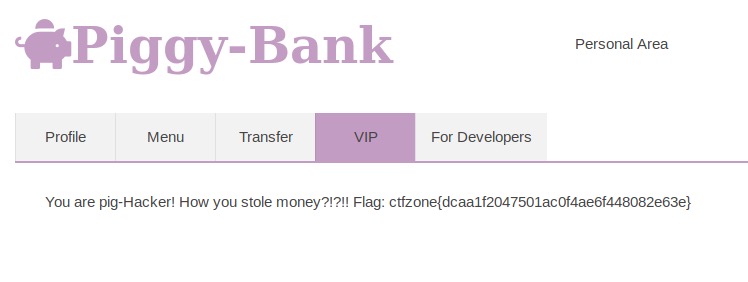 Piggy-Bank
Personal Area
Profile Menu Transfer VIP For Developers
You are pig-Hacker! How you stole money?!?!! Flag: ctfzone{dcaa1f2047501ac0f4ae6f448082e63e}